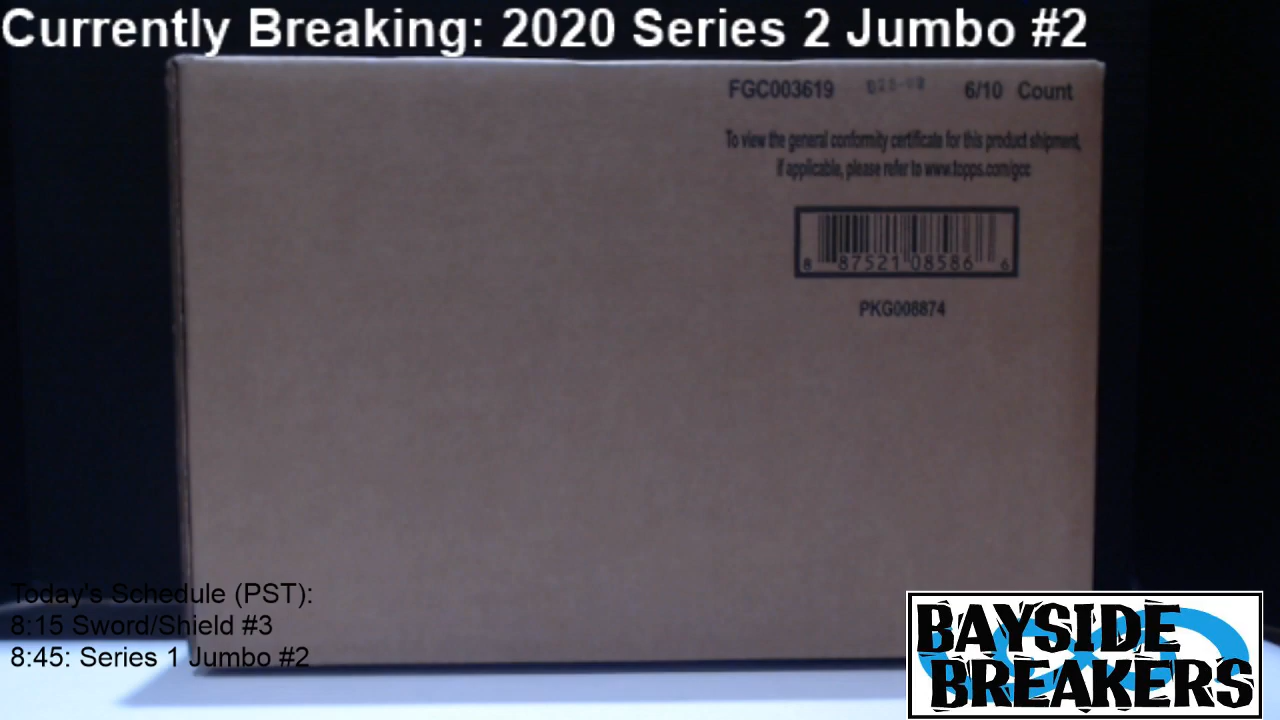 Currently Breaking: 2020 Series 2 Jumbo #2
FGC003619 6/10 Count
To view the general conformity certificate for this product shipment,
if applicable, please refer to www.topps.com/gcc
8 87521 08586 6
PKG008874
Today's Schedule (PST):
8:15 Sword/Shield #3
8:45: Series 1 Jumbo #2
BAYSIDE
BREAKERS